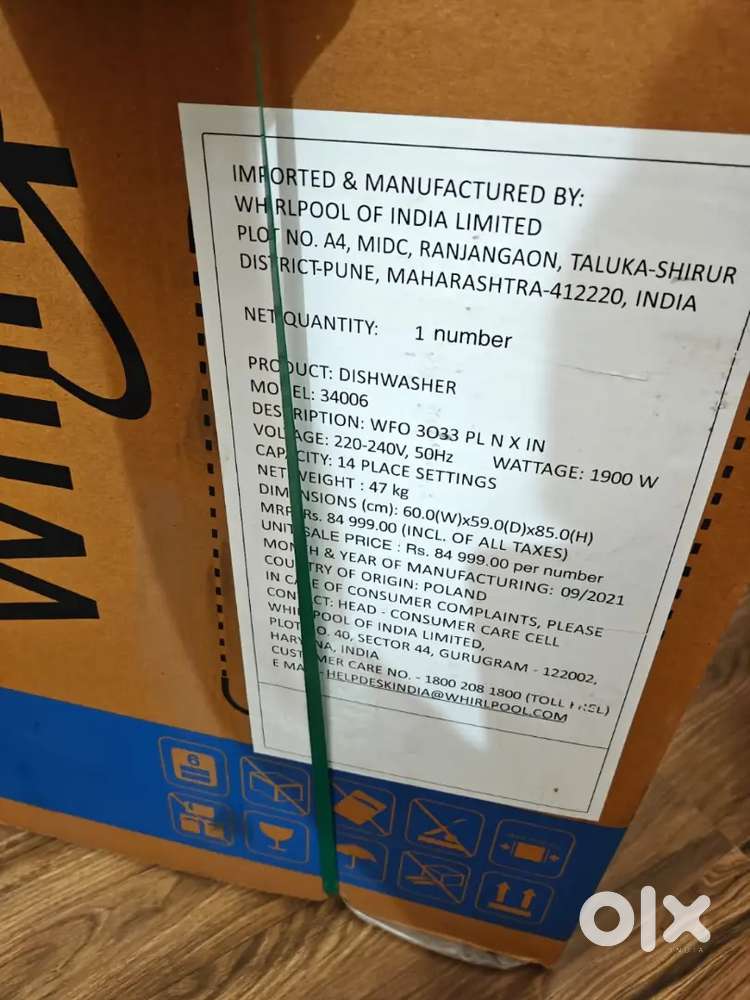 IMPORTED & MANUFACTURED BY:
WHIRLPOOL OF INDIA LIMITED
PLOT NO. A4, MIDC, RANJANGAON, TALUKA-SHIRUR
DISTRICT-PUNE, MAHARASHTRA-412220, INDIA
NET QUANTITY: 1 number
PRODUCT: DISHWASHER
MODEL: 34006
DESCRIPTION: WFO 3O33 PL N X IN
VOLTAGE: 220-240V, 50Hz WATTAGE: 1900 W
CAPACITY: 14 PLACE SETTINGS
NET WEIGHT : 47 kg
DIMENSIONS (cm): 60.0(W)x59.0(D)x85.0(H)
MRP: Rs. 84 999.00 (INCL. OF ALL TAXES)
UNIT SALE PRICE : Rs. 84 999.00 per number
MONTH & YEAR OF MANUFACTURING: 09/2021
COUNTRY OF ORIGIN: POLAND
IN CASE OF CONSUMER COMPLAINTS, PLEASE
CONTACT: HEAD - CONSUMER CARE CELL
WHIRLPOOL OF INDIA LIMITED,
PLOT NO. 40, SECTOR 44, GURUGRAM - 122002,
HARYANA, INDIA
CUSTOMER CARE NO. - 1800 208 1800 (TOLL FREE)
E MAIL - HELPDESKINDIA@WHIRLPOOL.COM
6
olx
INDIA